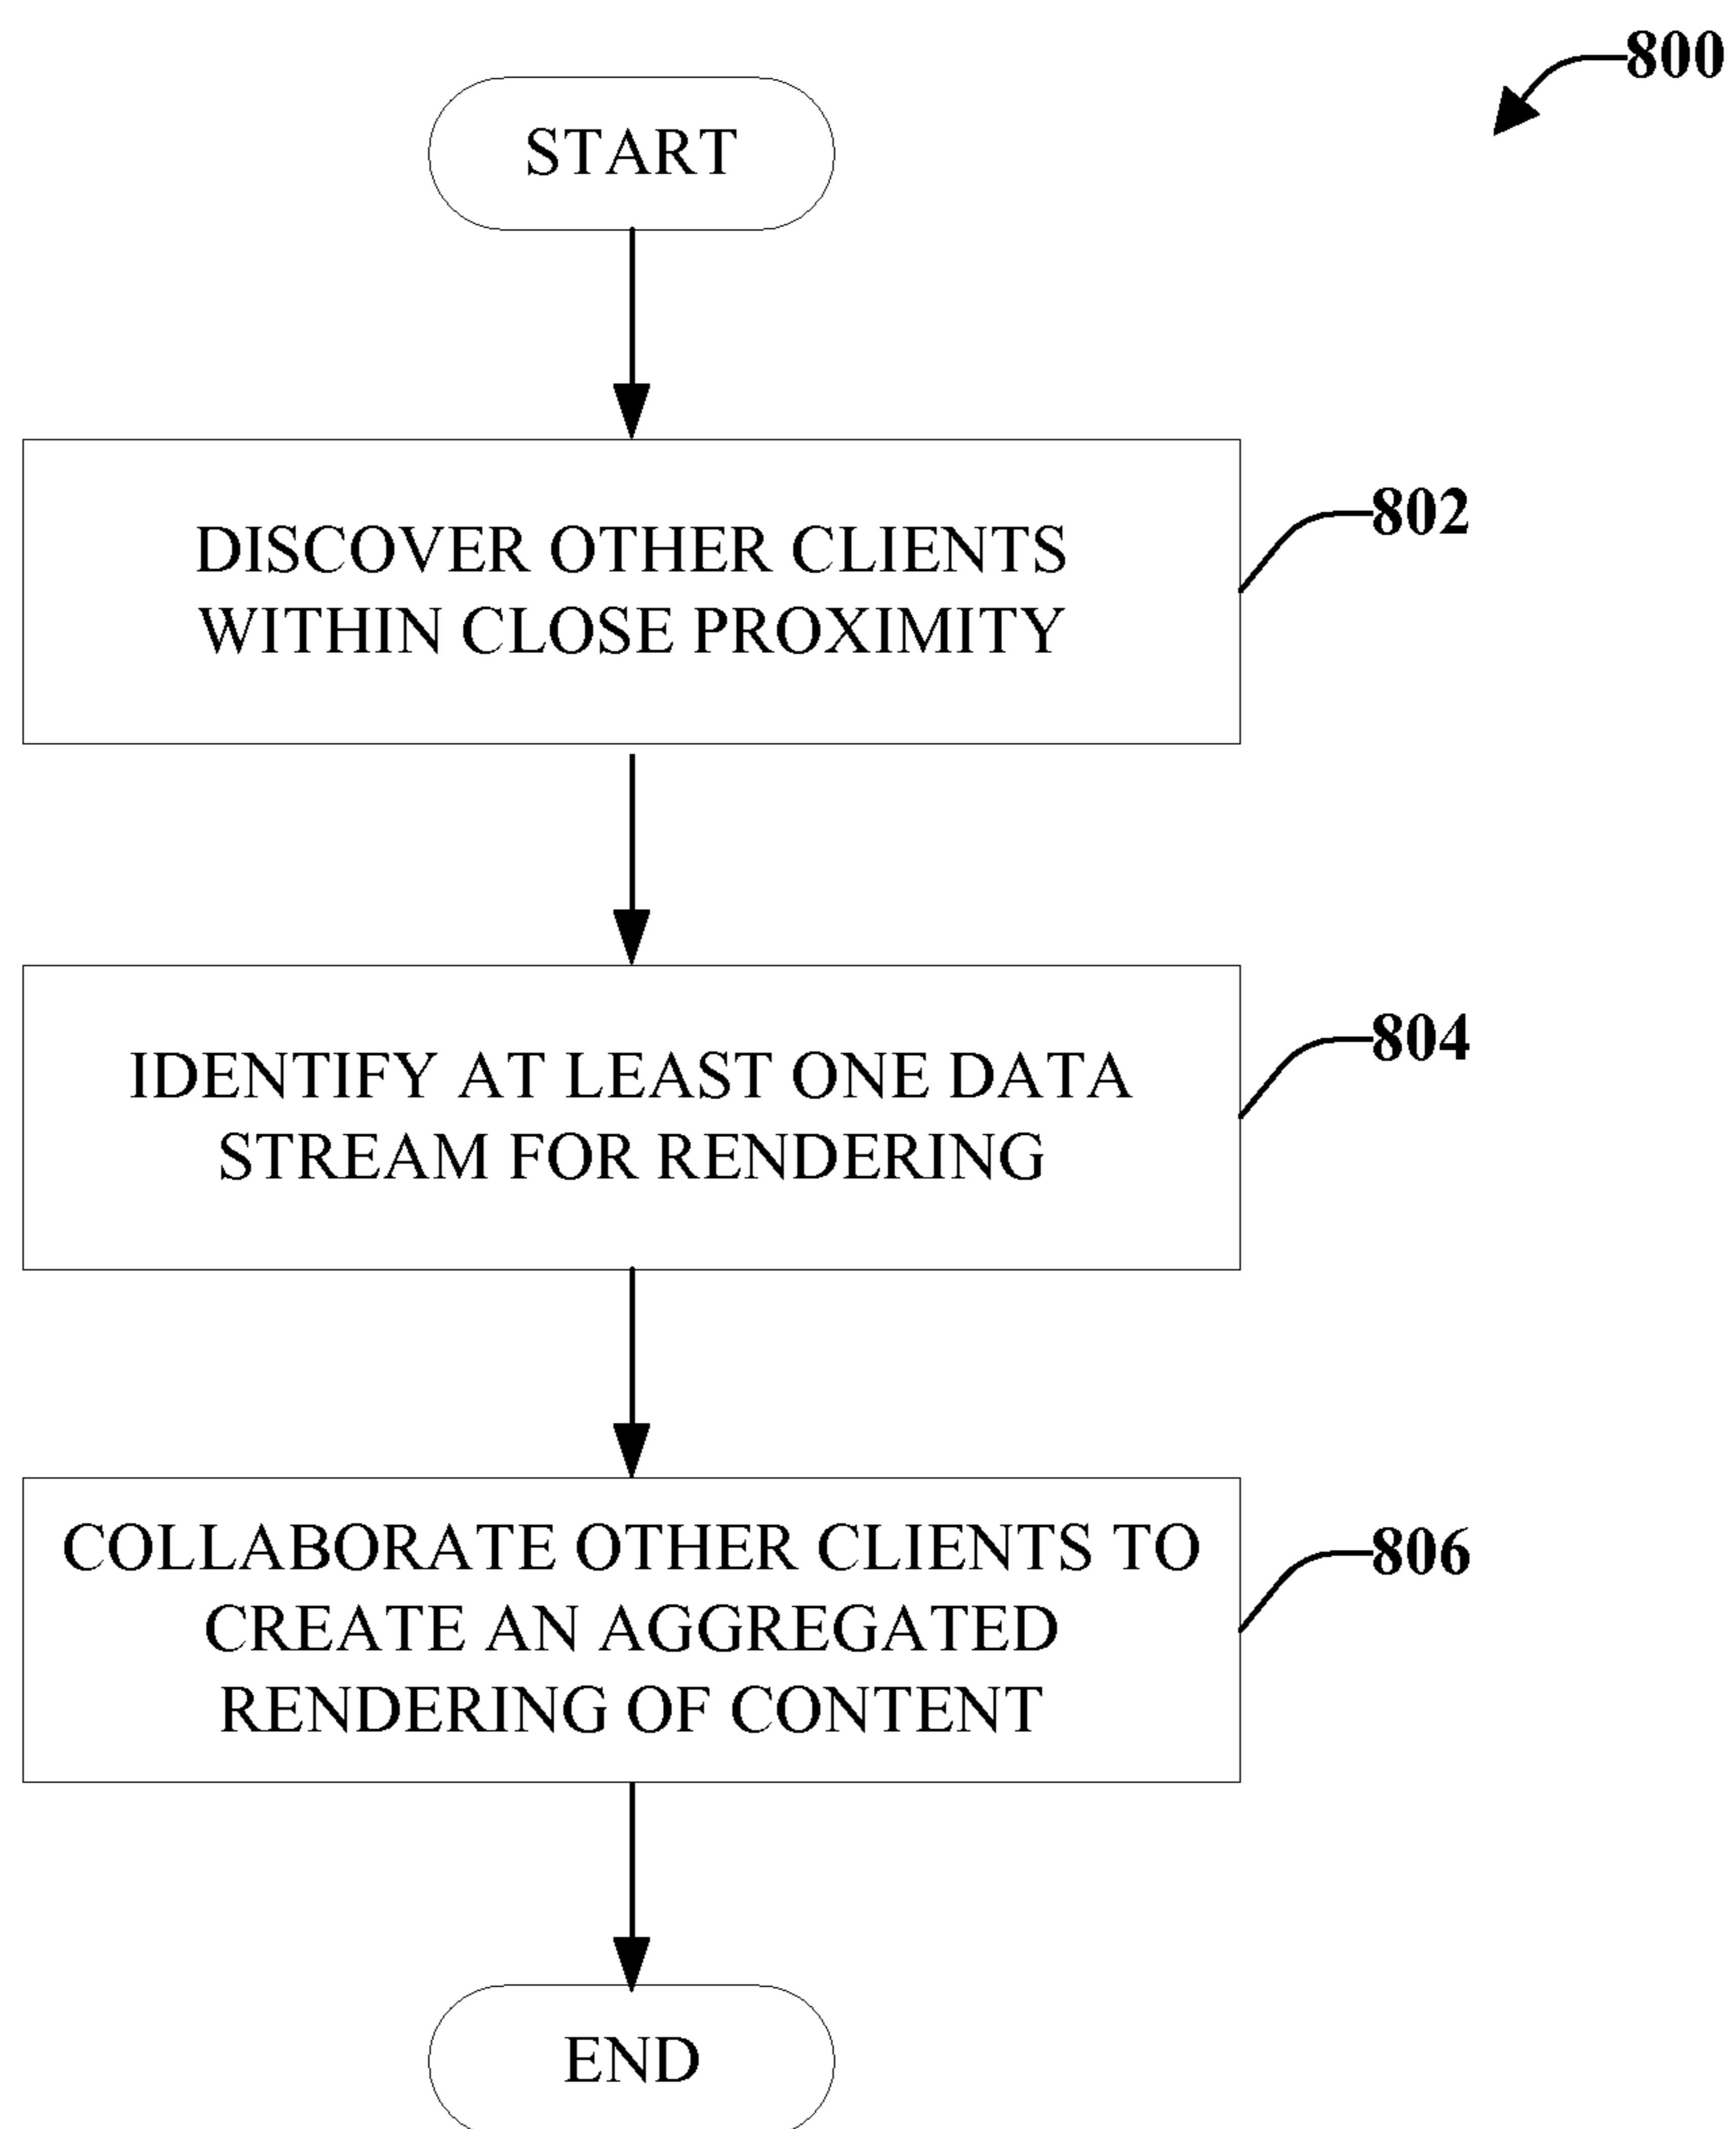 800
START
DISCOVER OTHER CLIENTS
WITHIN CLOSE PROXIMITY
802
IDENTIFY AT LEAST ONE DATA
STREAM FOR RENDERING
804
COLLABORATE OTHER CLIENTS TO
CREATE AN AGGREGATED
RENDERING OF CONTENT
806
END